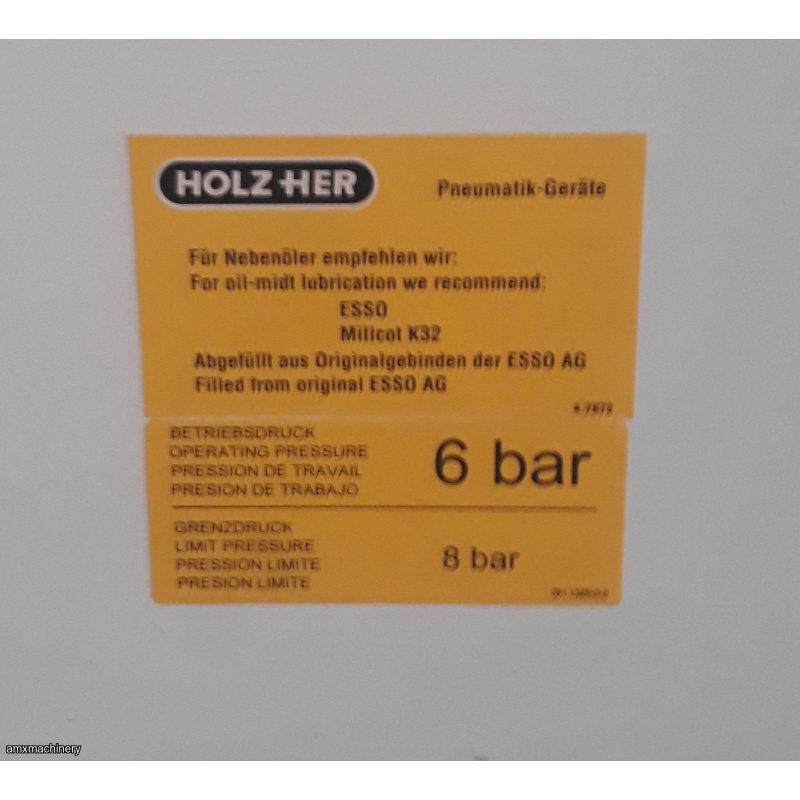 HOLZ-HER
Pneumatik-Geräte
Für Nebenöler empfehlen wir:
For oil-midt lubrication we recommend:
ESSO
Millcot K32
Abgefüllt aus Originalgebinden der ESSO AG
Filled from original ESSO AG
BETRIEBSDRUCK
OPERATING PRESSURE
PRESSION DE TRAVAIL
PRESION DE TRABAJO
6 bar
GRENZDRUCK
LIMIT PRESSURE
PRESSION LIMITE
PRESION LIMITE
8 bar
amxmachinery